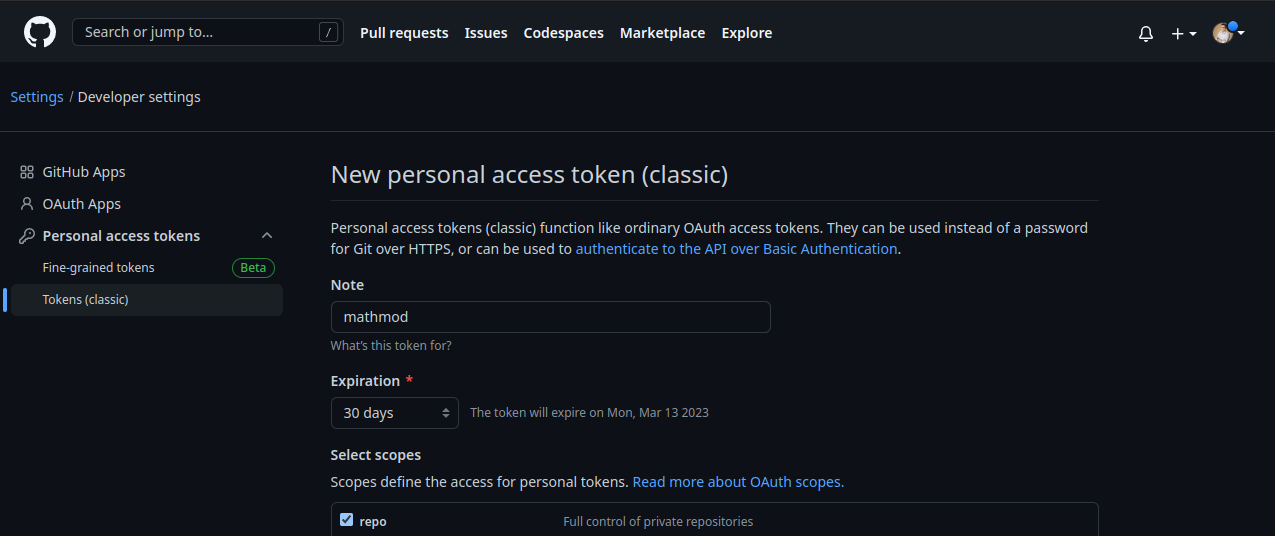 Search or jump to... /
Pull requests Issues Codespaces Marketplace Explore
Settings / Developer settings
GitHub Apps
OAuth Apps
Personal access tokens
Fine-grained tokens Beta
Tokens (classic)
New personal access token (classic)
Personal access tokens (classic) function like ordinary OAuth access tokens. They can be used instead of a password
for Git over HTTPS, or can be used to authenticate to the API over Basic Authentication.
Note
mathmod
What's this token for?
Expiration *
30 days The token will expire on Mon, Mar 13 2023
Select scopes
Scopes define the access for personal tokens. Read more about OAuth scopes.
repo Full control of private repositories